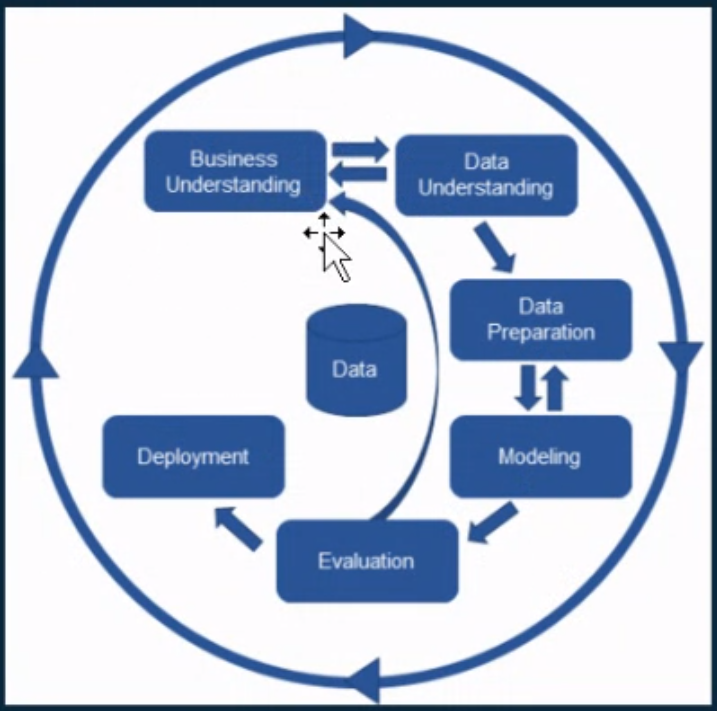 Business
Understanding
Data
Understanding
Data
Preparation
Data
Deployment
Modeling
Evaluation